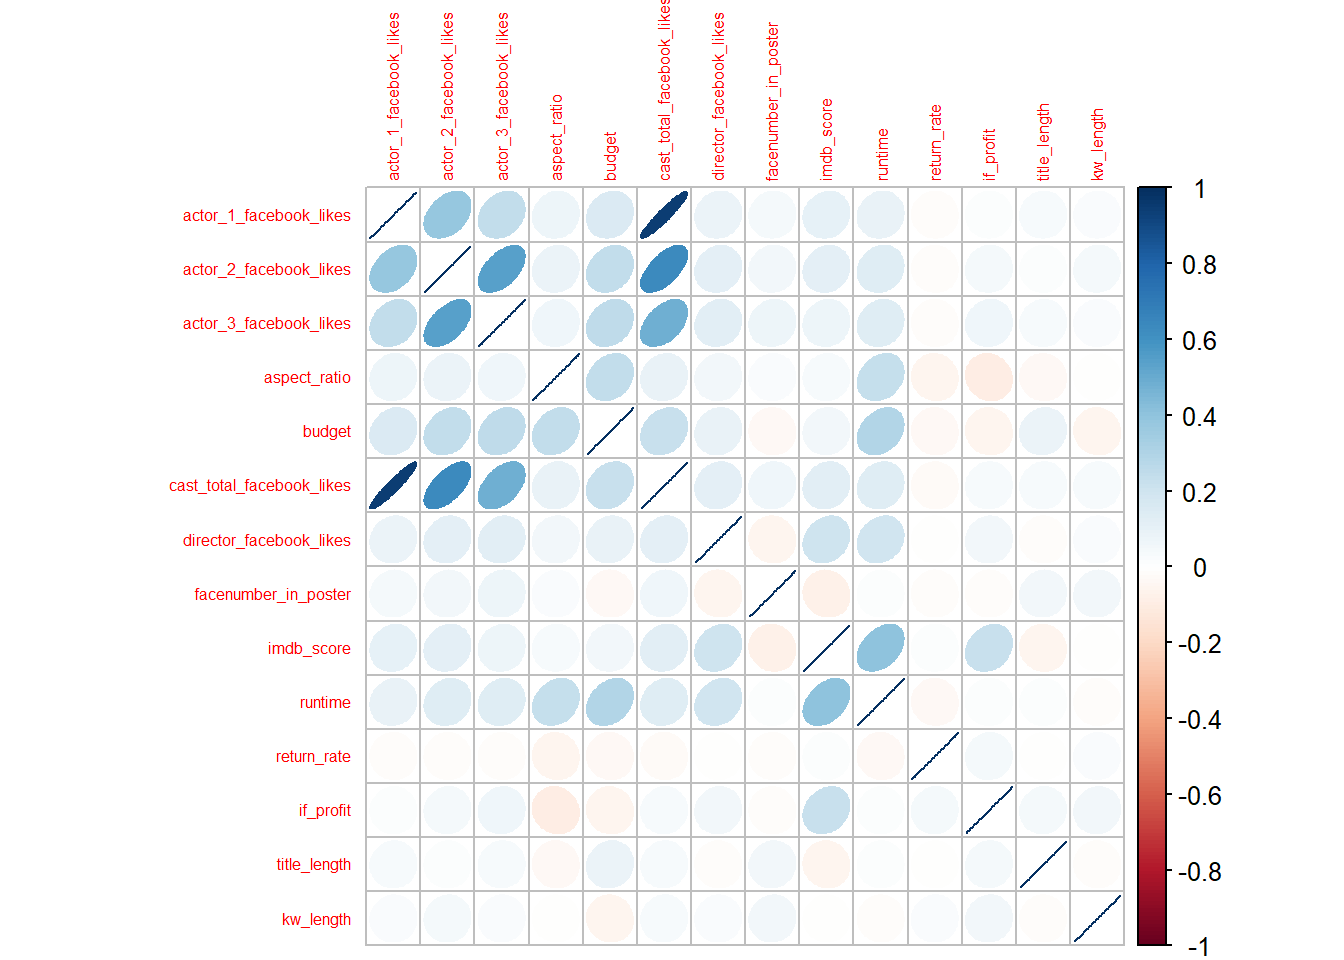 actor_1_facebook_likes
actor_2_facebook_likes
actor_3_facebook_likes
aspect_ratio
budget
cast_total_facebook_likes
director_facebook_likes
facenumber_in_poster
imdb_score
runtime
return_rate
if_profit
title_length
kw_length
actor_1_facebook_likes
actor_2_facebook_likes
actor_3_facebook_likes
aspect_ratio
budget
cast_total_facebook_likes
director_facebook_likes
facenumber_in_poster
imdb_score
runtime
return_rate
if_profit
title_length
kw_length
1
0.8
0.6
0.4
0.2
0
-0.2
-0.4
-0.6
-0.8
-1